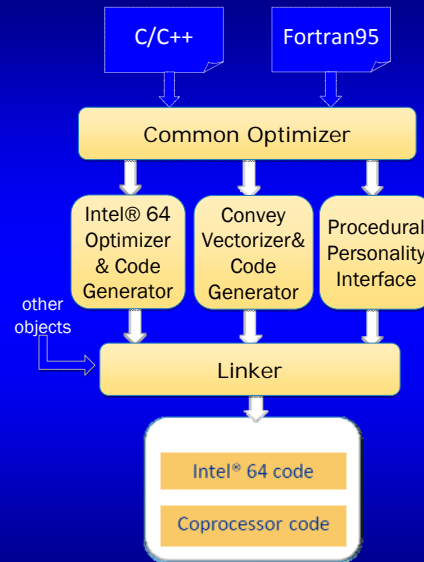 C/C++
Fortran95
Common Optimizer
Intel® 64
Optimizer
& Code
Generator
Convey
Vectorizer&
Code
Generator
Procedural
Personality
Interface
other
objects
Linker
Intel® 64 code
Coprocessor code